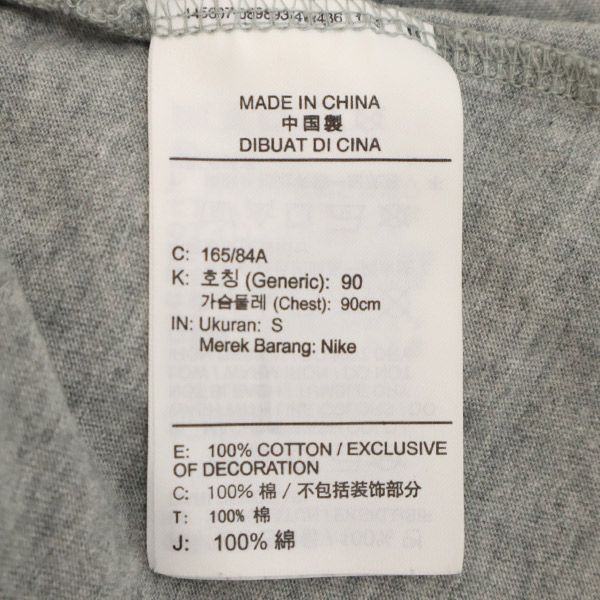 MADE IN CHINA
中国製
DIBUAT DI CINA
C: 165/84A
K: 호칭 (Generic): 90
가슴둘레 (Chest): 90cm
IN: Ukuran: S
Merek Barang: Nike
E: 100% COTTON / EXCLUSIVE
OF DECORATION
C: 100% 棉 / 不包括装饰部分
T: 100% 棉
J: 100% 綿